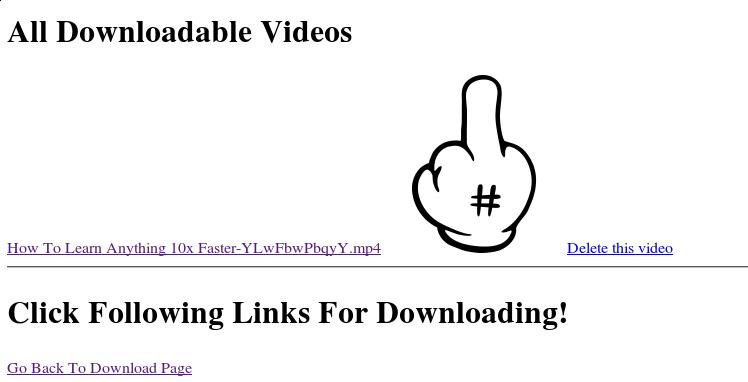 All Downloadable Videos
#
How To Learn Anything 10x Faster-YLwFbwPbqyY.mp4 Delete this video
Click Following Links For Downloading!
Go Back To Download Page